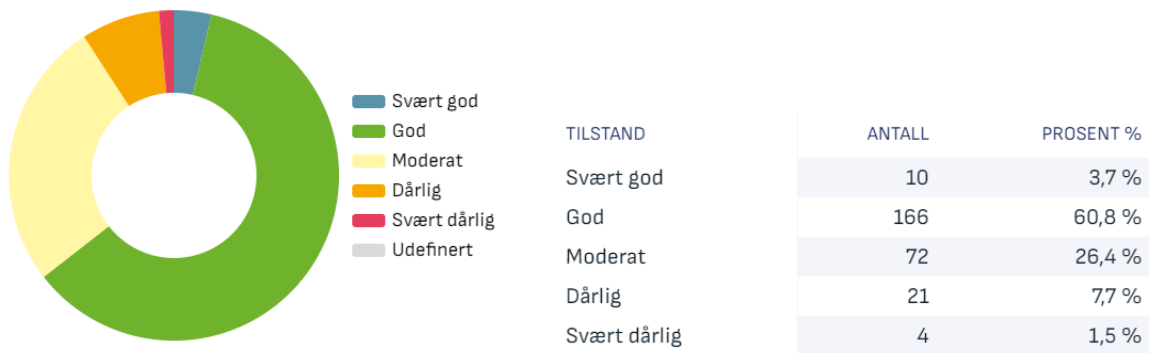 Svært god
God
Moderat
Dårlig
Svært dårlig
Udefinert
TILSTAND ANTALL PROSENT %
Svært god 10 3,7 %
God 166 60,8 %
Moderat 72 26,4 %
Dårlig 21 7,7 %
Svært dårlig 4 1,5 %